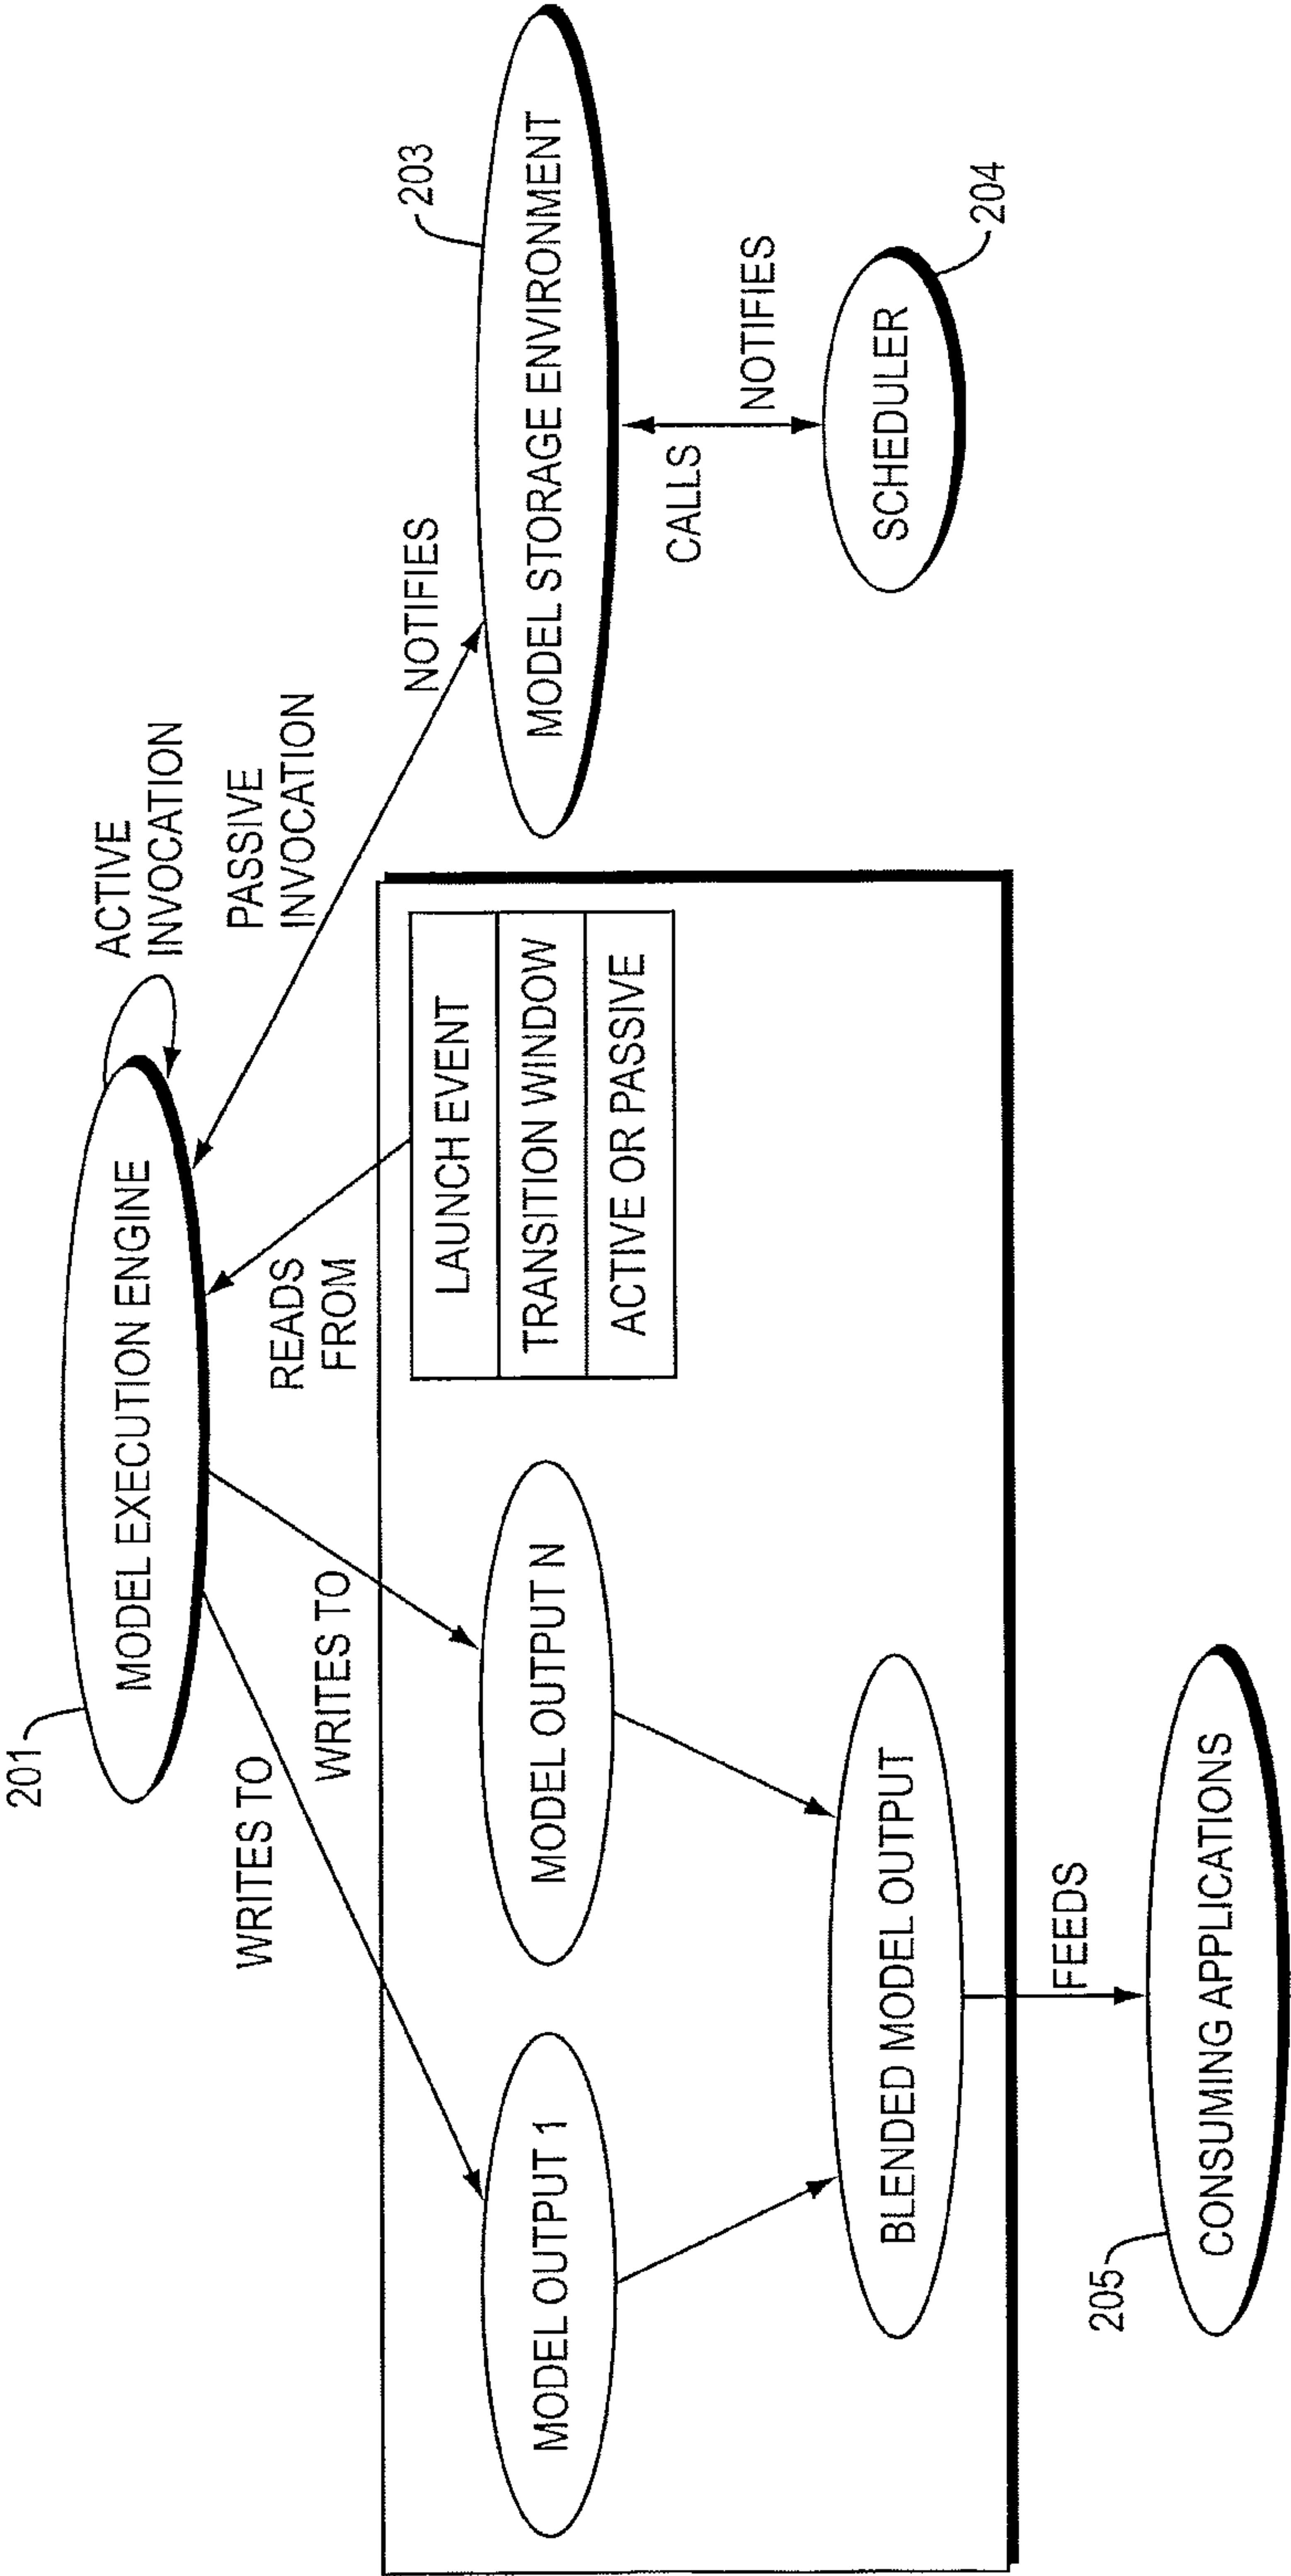 201
MODEL EXECUTION ENGINE
ACTIVE
INVOCATION
PASSIVE
INVOCATION
WRITES TO
WRITES TO
READS
FROM
NOTIFIES
203
MODEL OUTPUT 1
MODEL OUTPUT N
LAUNCH EVENT
TRANSITION WINDOW
ACTIVE OR PASSIVE
MODEL STORAGE ENVIRONMENT
CALLS
NOTIFIES
BLENDED MODEL OUTPUT
SCHEDULER
204
FEEDS
205
CONSUMING APPLICATIONS